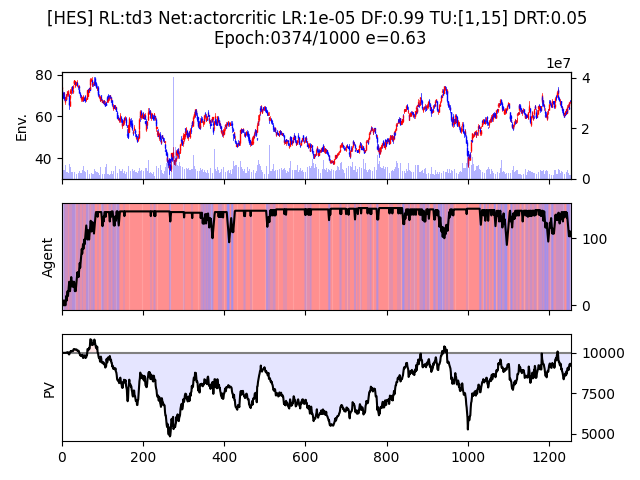 [HES] RL:td3 Net:actorcritic LR:1e-05 DF:0.99 TU:[1,15] DRT:0.05
Epoch:0374/1000 e=0.63
1e7
80
60
40
Env.
4
2
0
Agent
100
0
PV
10000
7500
5000
0 200 400 600 800 1000 1200